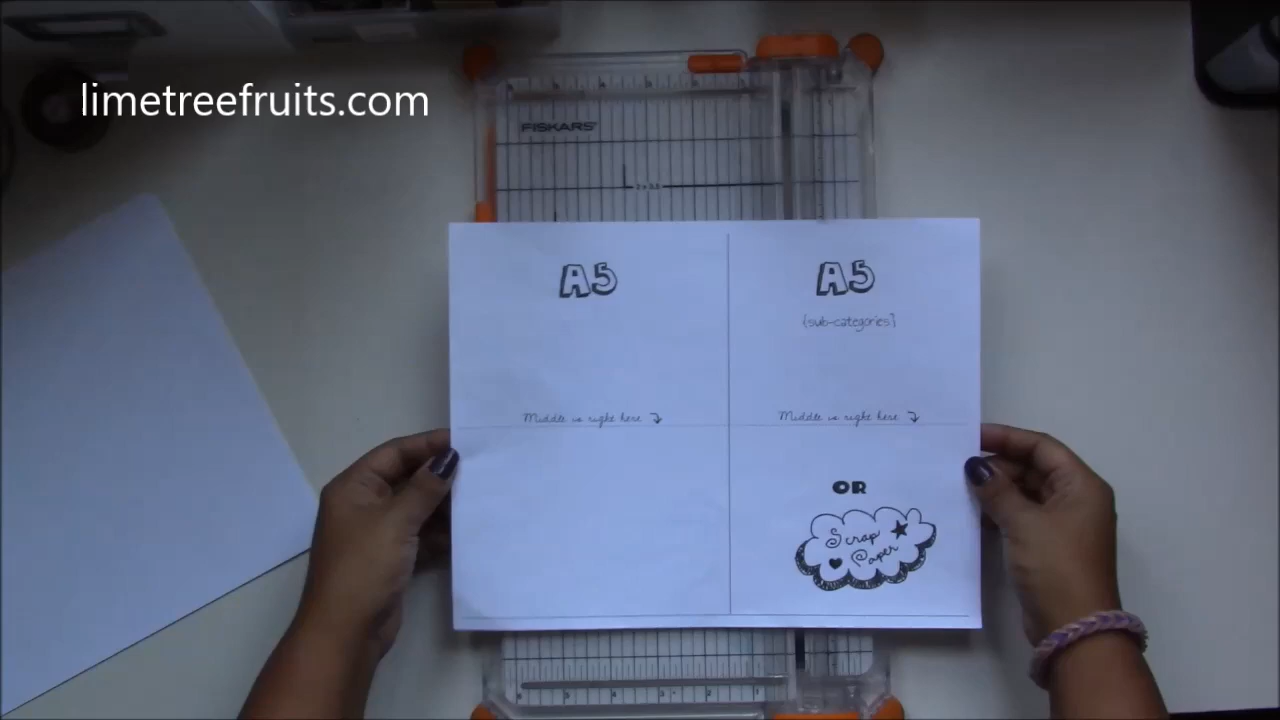 limetreefruits.com
FISKARS
A5
A5
{sub-categories}
Middle is right here
Middle is right here
OR
Scrap
Paper